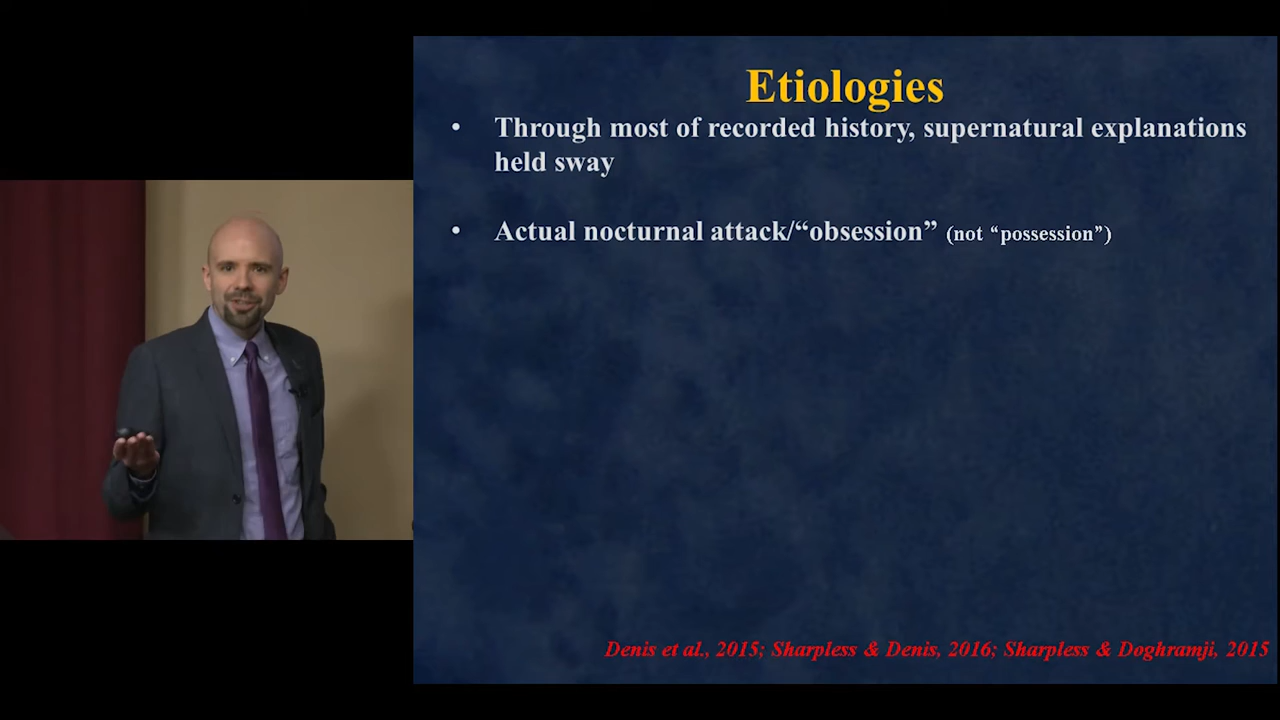 Etiologies
• Through most of recorded history, supernatural explanations
held sway
• Actual nocturnal attack/“obsession” (not “possession”)
Denis et al., 2015; Sharpless & Denis, 2016; Sharpless & Doghramji, 2015